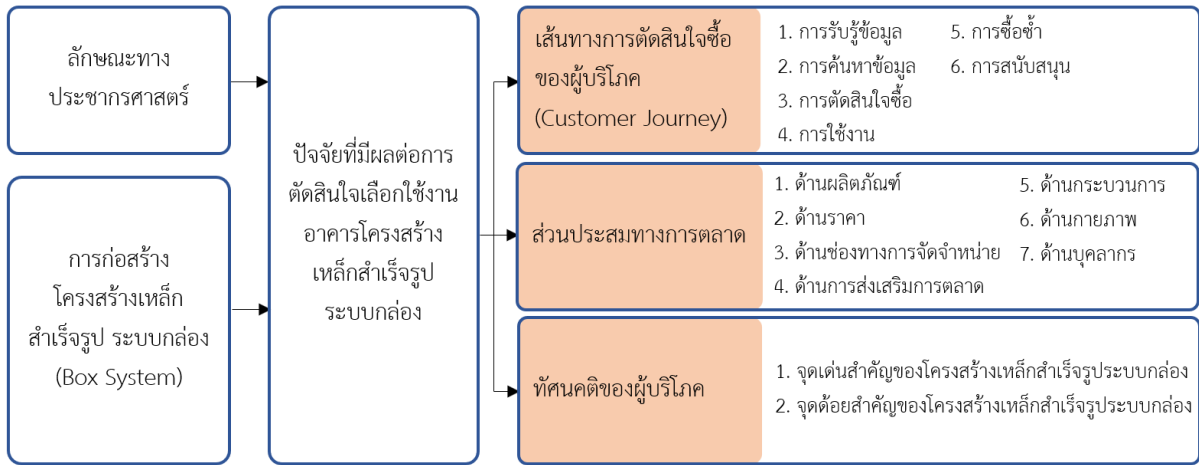 ลักษณะทาง
ประชากรศาสตร์
การก่อสร้าง
โครงสร้างเหล็ก
สำเร็จรูป ระบบกล่อง
(Box System)
ปัจจัยที่มีผลต่อการ
ตัดสินใจเลือกใช้งาน
อาคารโครงสร้าง
เหล็กสำเร็จรูป
ระบบกล่อง
เส้นทางการตัดสินใจซื้อ
ของผู้บริโภค
(Customer Journey)
1. การรับรู้ข้อมูล
2. การค้นหาข้อมูล
3. การตัดสินใจซื้อ
4. การใช้งาน
5. การซื้อซ้ำ
6. การสนับสนุน
ส่วนประสมทางการตลาด
1. ด้านผลิตภัณฑ์
2. ด้านราคา
3. ด้านช่องทางการจัดจำหน่าย
4. ด้านการส่งเสริมการตลาด
5. ด้านกระบวนการ
6. ด้านกายภาพ
7. ด้านบุคลากร
ทัศนคติของผู้บริโภค
1. จุดเด่นสำคัญของโครงสร้างเหล็กสำเร็จรูประบบกล่อง
2. จุดด้อยสำคัญของโครงสร้างเหล็กสำเร็จรูประบบกล่อง